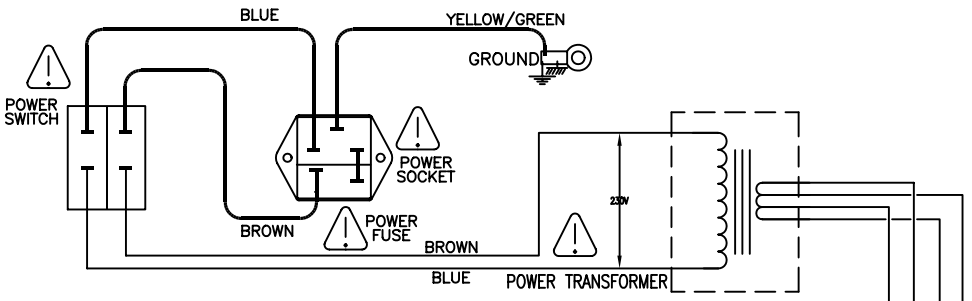 BLUE
YELLOW/GREEN
GROUND
POWER
SWITCH
POWER
SOCKET
POWER
FUSE
BROWN
230V
BROWN
BLUE
POWER TRANSFORMER